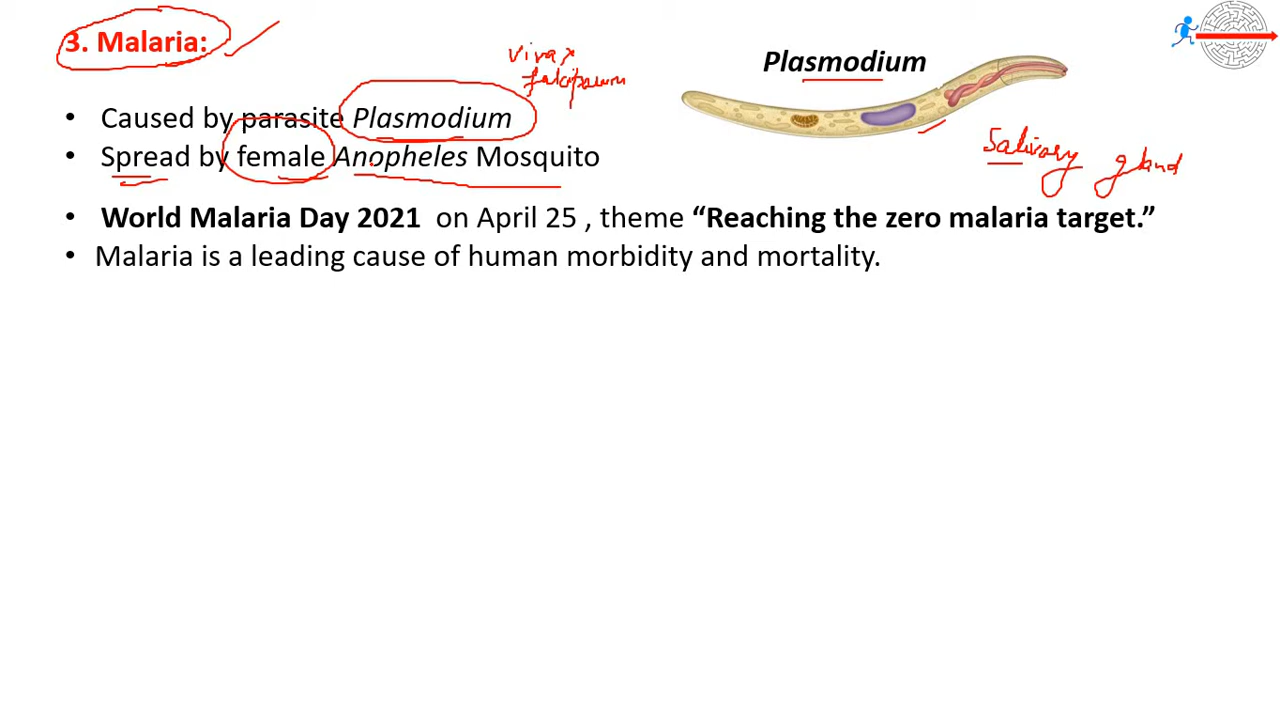 3. Malaria:
vivax
falciparum
Plasmodium
• Caused by parasite Plasmodium
• Spread by female Anopheles Mosquito
Salivary gland
• World Malaria Day 2021 on April 25 , theme “Reaching the zero malaria target.”
• Malaria is a leading cause of human morbidity and mortality.